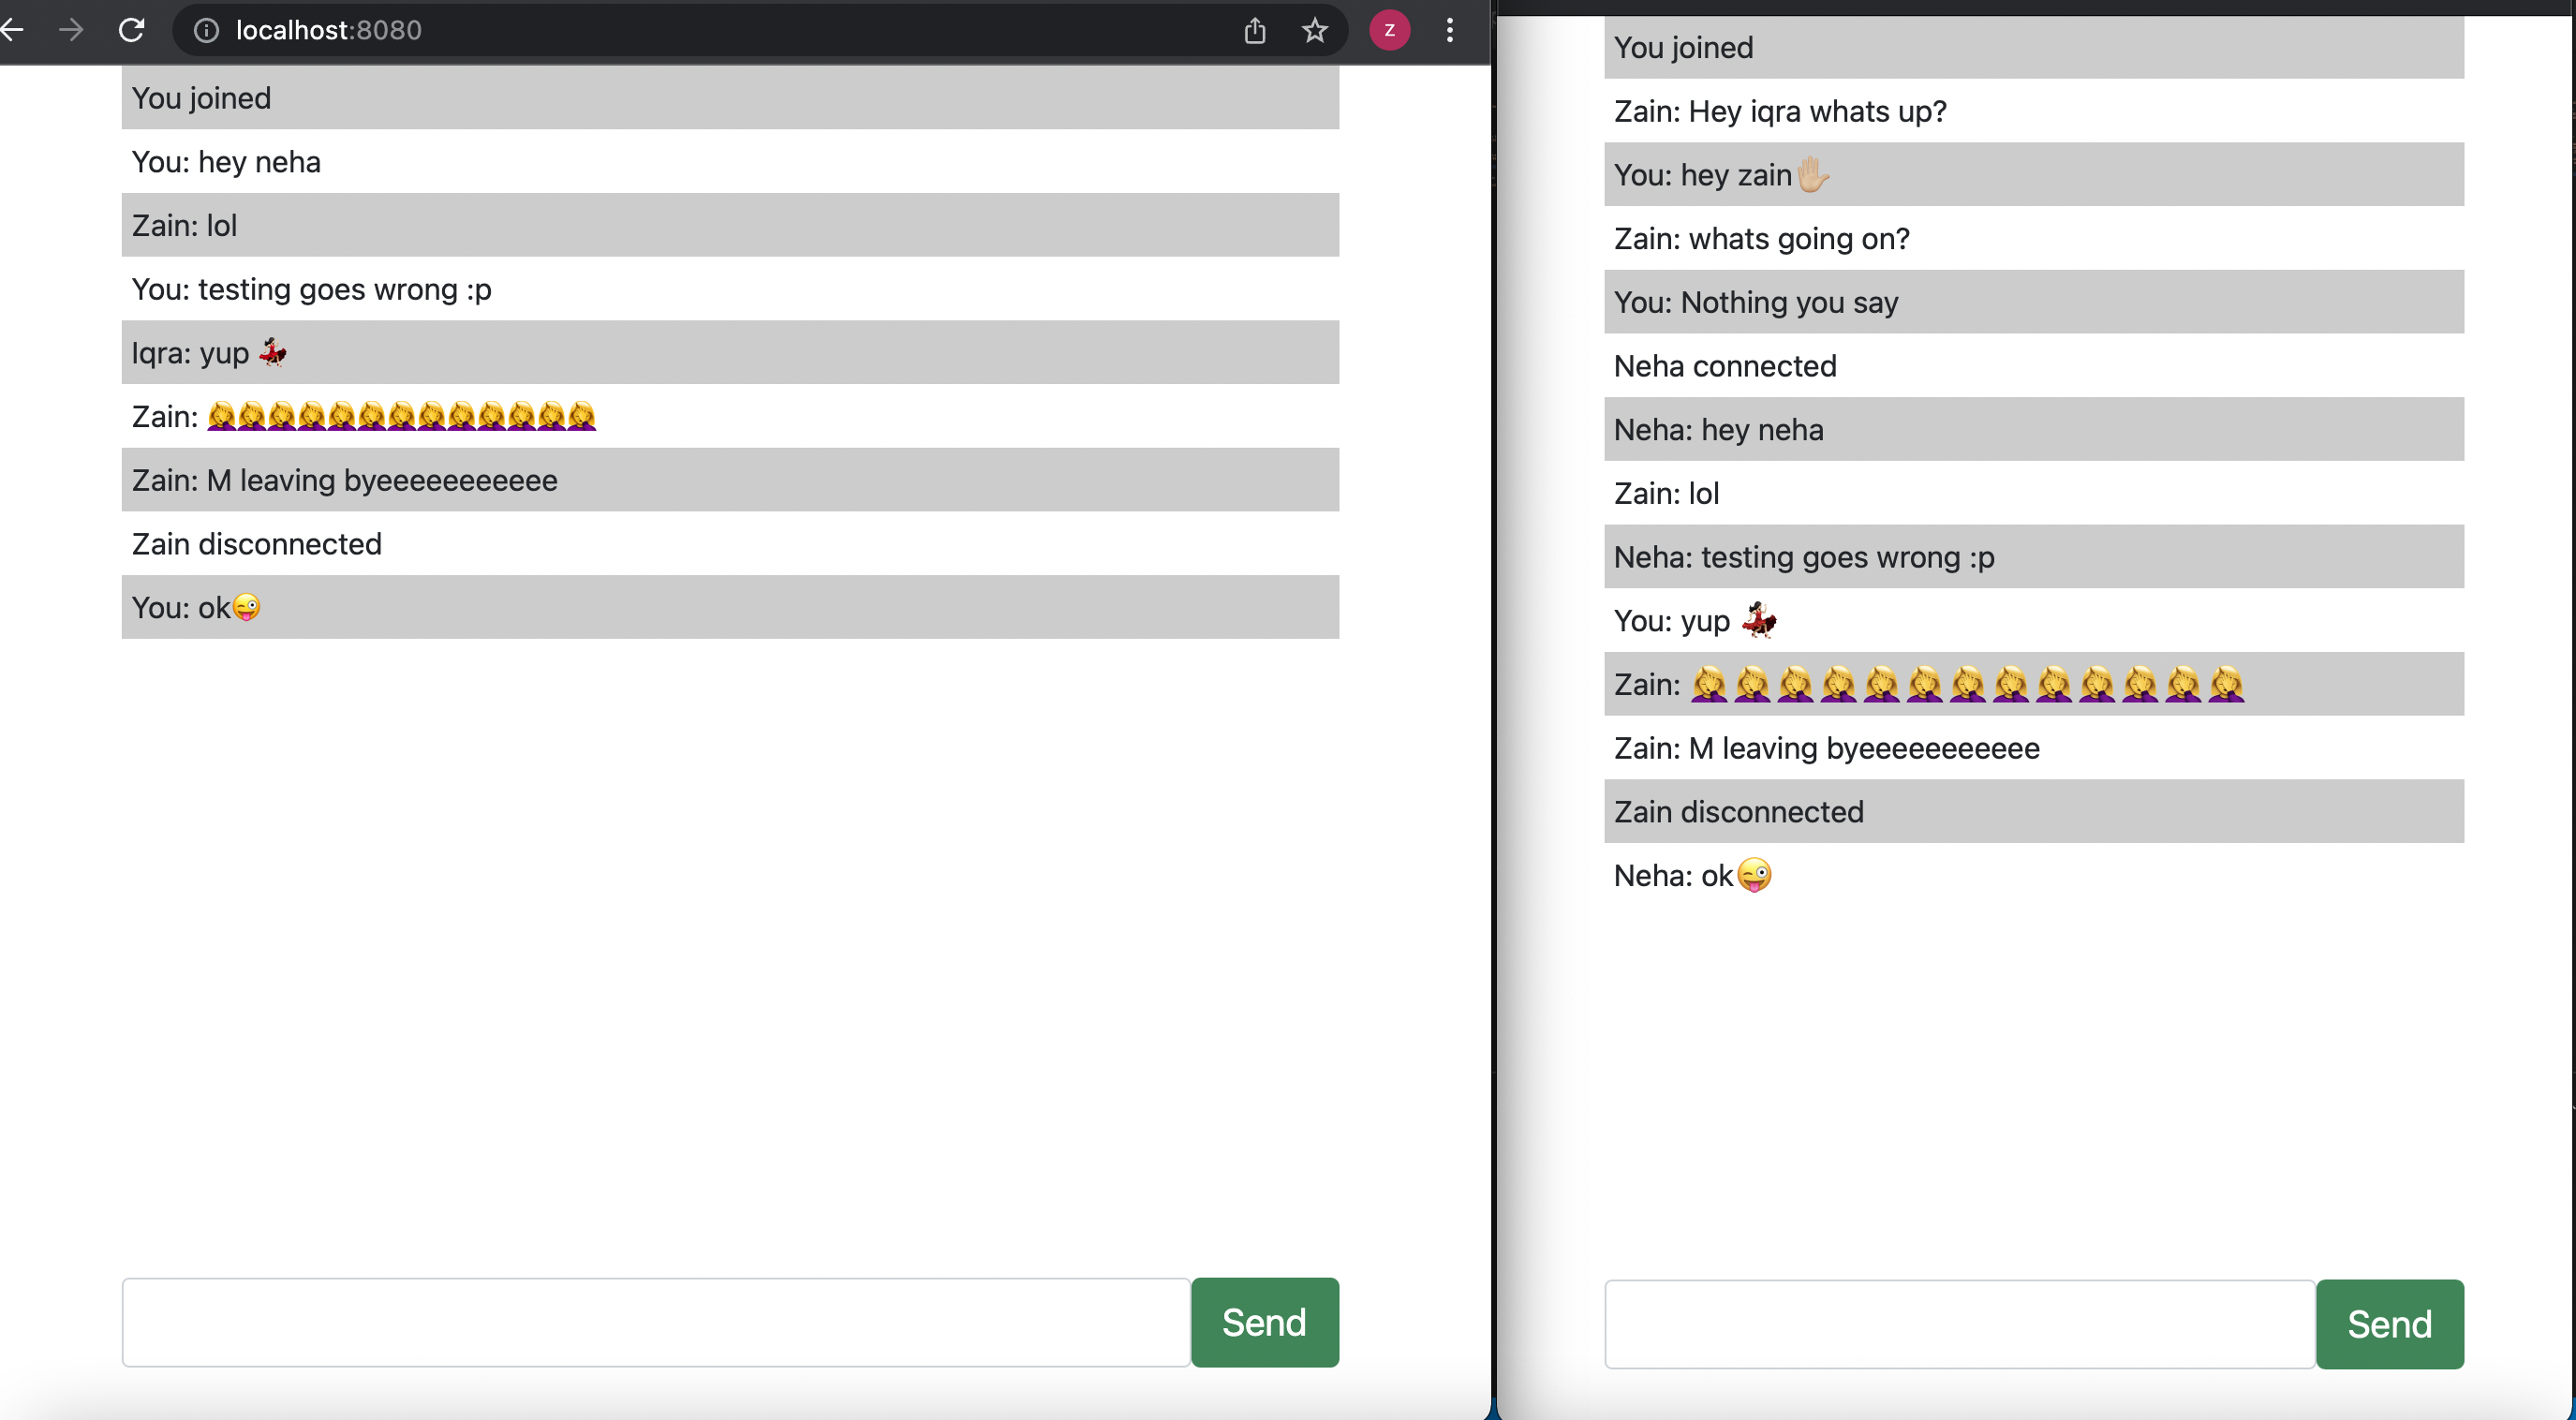 localhost:8080
Z
You joined
You: hey neha
Zain: lol
You: testing goes wrong :p
Iqra: yup 💃🏻
Zain: 🤦‍♀️🤦‍♀️🤦‍♀️🤦‍♀️🤦‍♀️🤦‍♀️🤦‍♀️🤦‍♀️🤦‍♀️🤦‍♀️🤦‍♀️🤦‍♀️🤦‍♀️
Zain: M leaving byeeeeeeeeeee
Zain disconnected
You: ok😜
Send
You joined
Zain: Hey iqra whats up?
You: hey zain🤚🏼
Zain: whats going on?
You: Nothing you say
Neha connected
Neha: hey neha
Zain: lol
Neha: testing goes wrong :p
You: yup 💃🏻
Zain: 🤦‍♀️🤦‍♀️🤦‍♀️🤦‍♀️🤦‍♀️🤦‍♀️🤦‍♀️🤦‍♀️🤦‍♀️🤦‍♀️🤦‍♀️🤦‍♀️🤦‍♀️
Zain: M leaving byeeeeeeeeeee
Zain disconnected
Neha: ok😜
Send